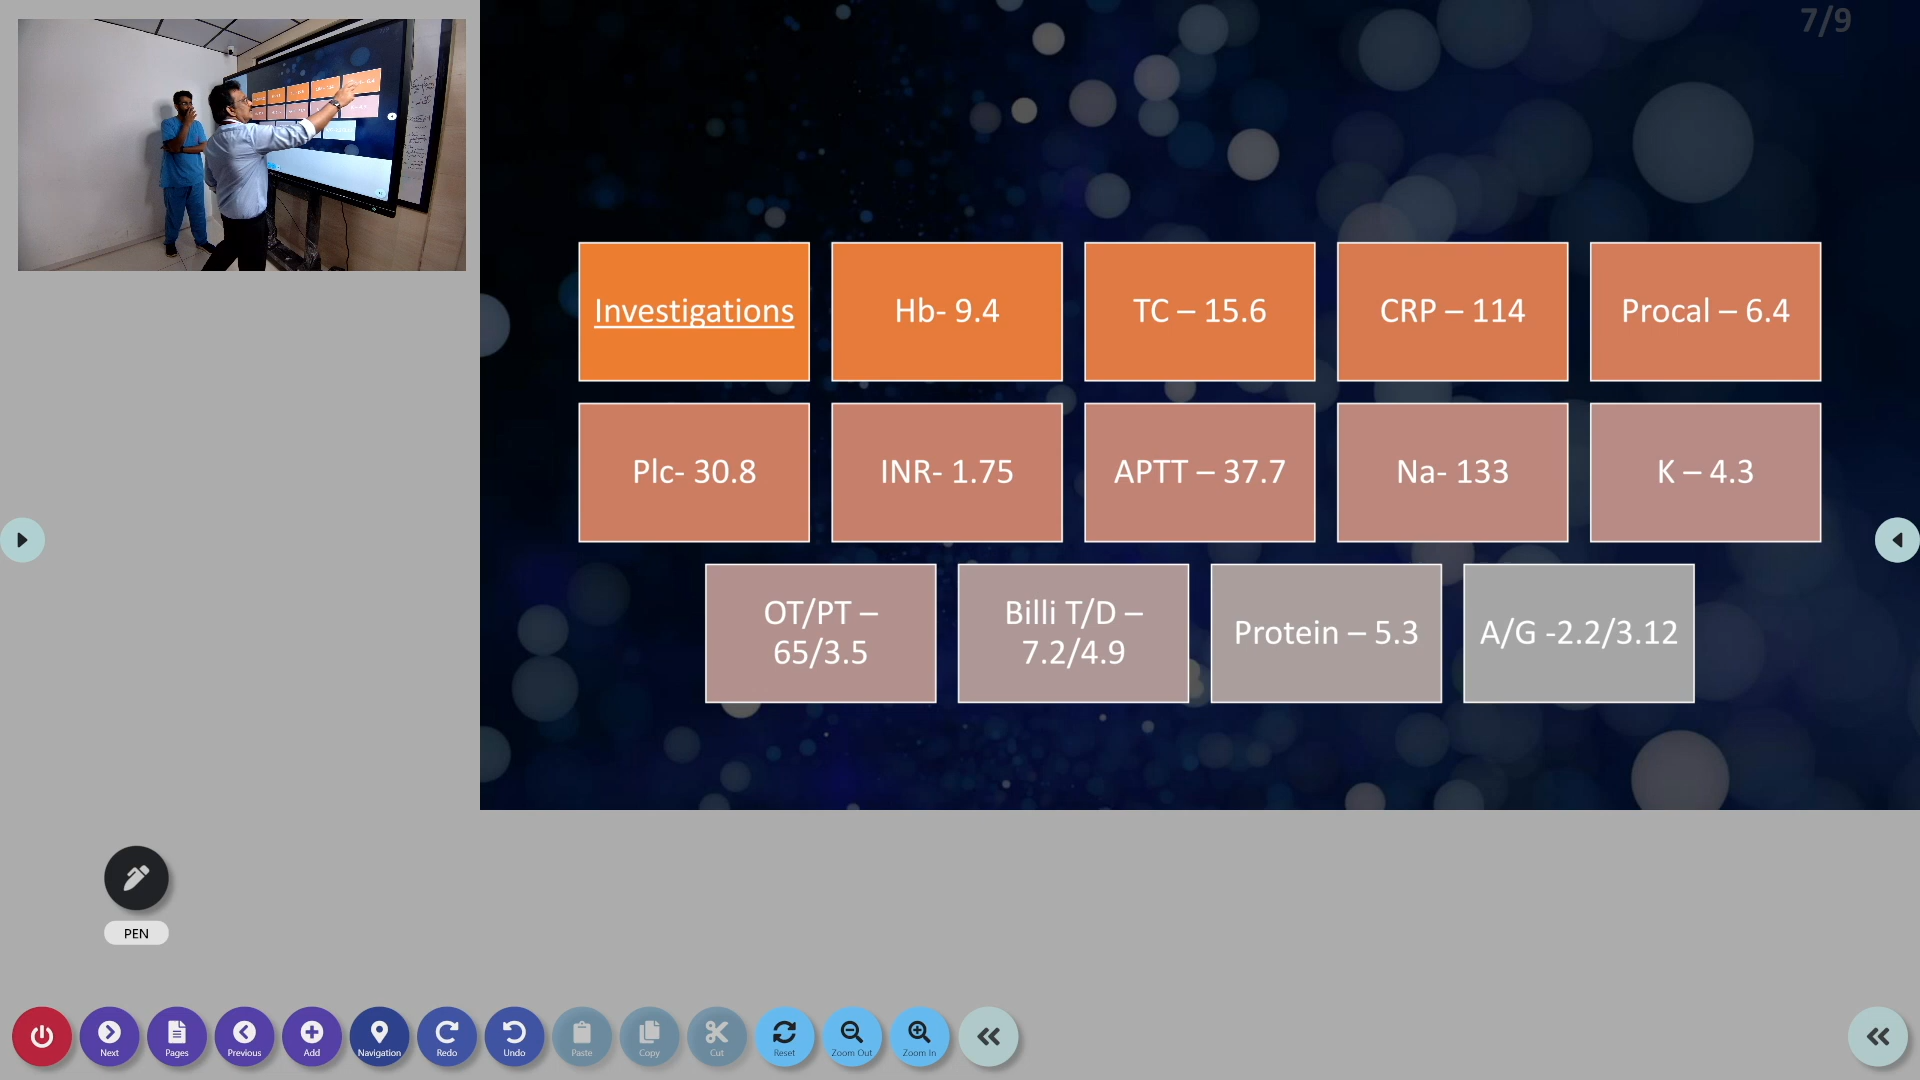 7/9
Investigations
Hb- 9.4
TC – 15.6
CRP – 114
Procal – 6.4
Plc- 30.8
INR- 1.75
APTT – 37.7
Na- 133
K – 4.3
OT/PT –
65/3.5
Billi T/D –
7.2/4.9
Protein – 5.3
A/G -2.2/3.12
PEN
Next
Pages
Previous
Add
Navigation
Redo
Undo
Paste
Copy
Cut
Reset
Zoom Out
Zoom In